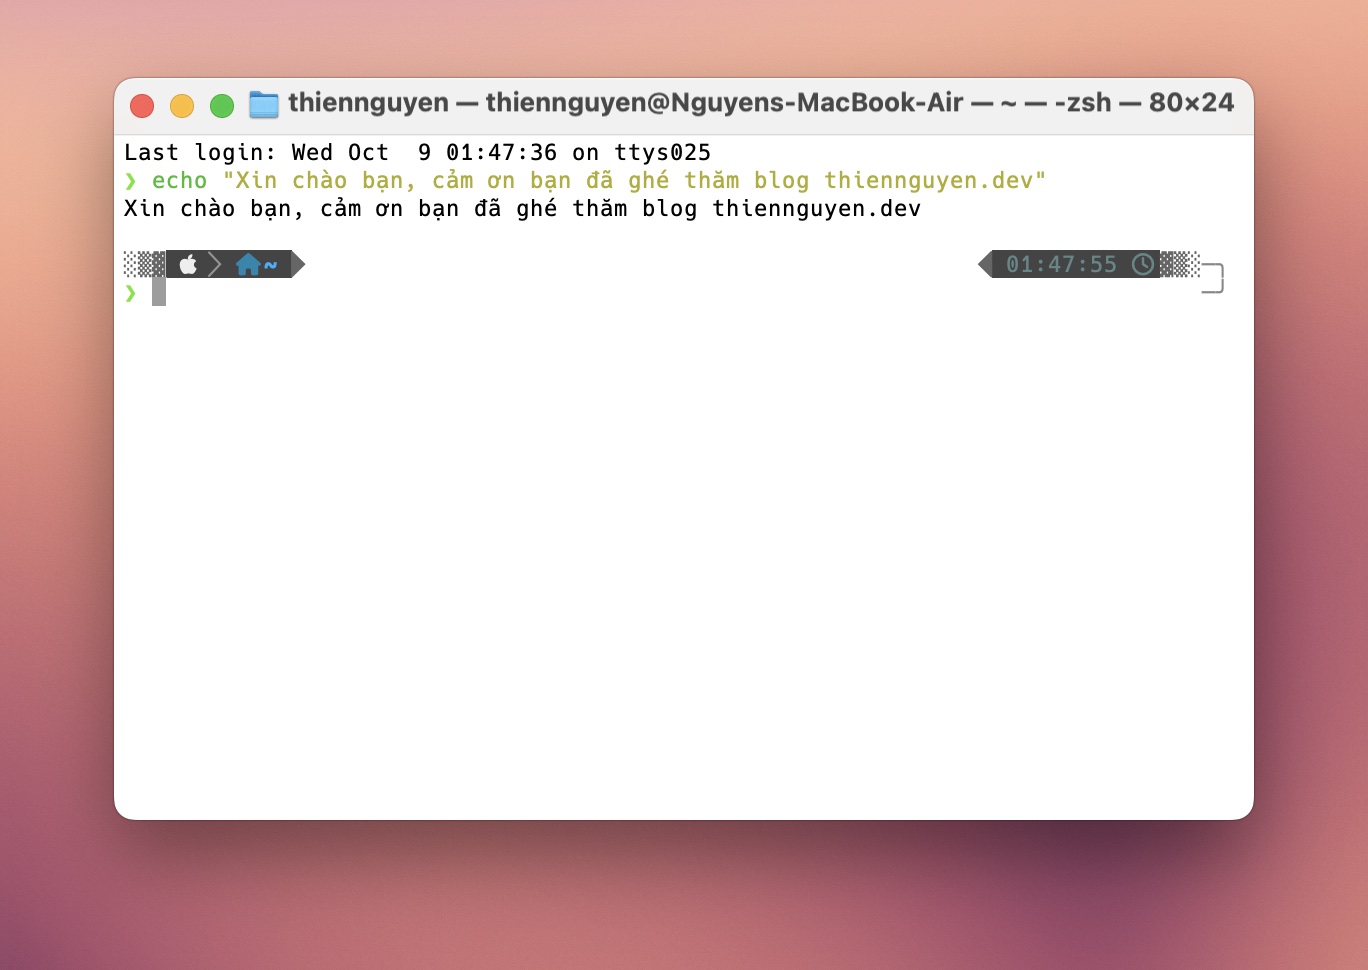 thiennguyen — thiennguyen@Nguyens-MacBook-Air — ~ — -zsh — 80×24
Last login: Wed Oct  9 01:47:36 on ttys025
❯ echo "Xin chào bạn, cảm ơn bạn đã ghé thăm blog thiennguyen.dev"
Xin chào bạn, cảm ơn bạn đã ghé thăm blog thiennguyen.dev
~ 01:47:55
❯